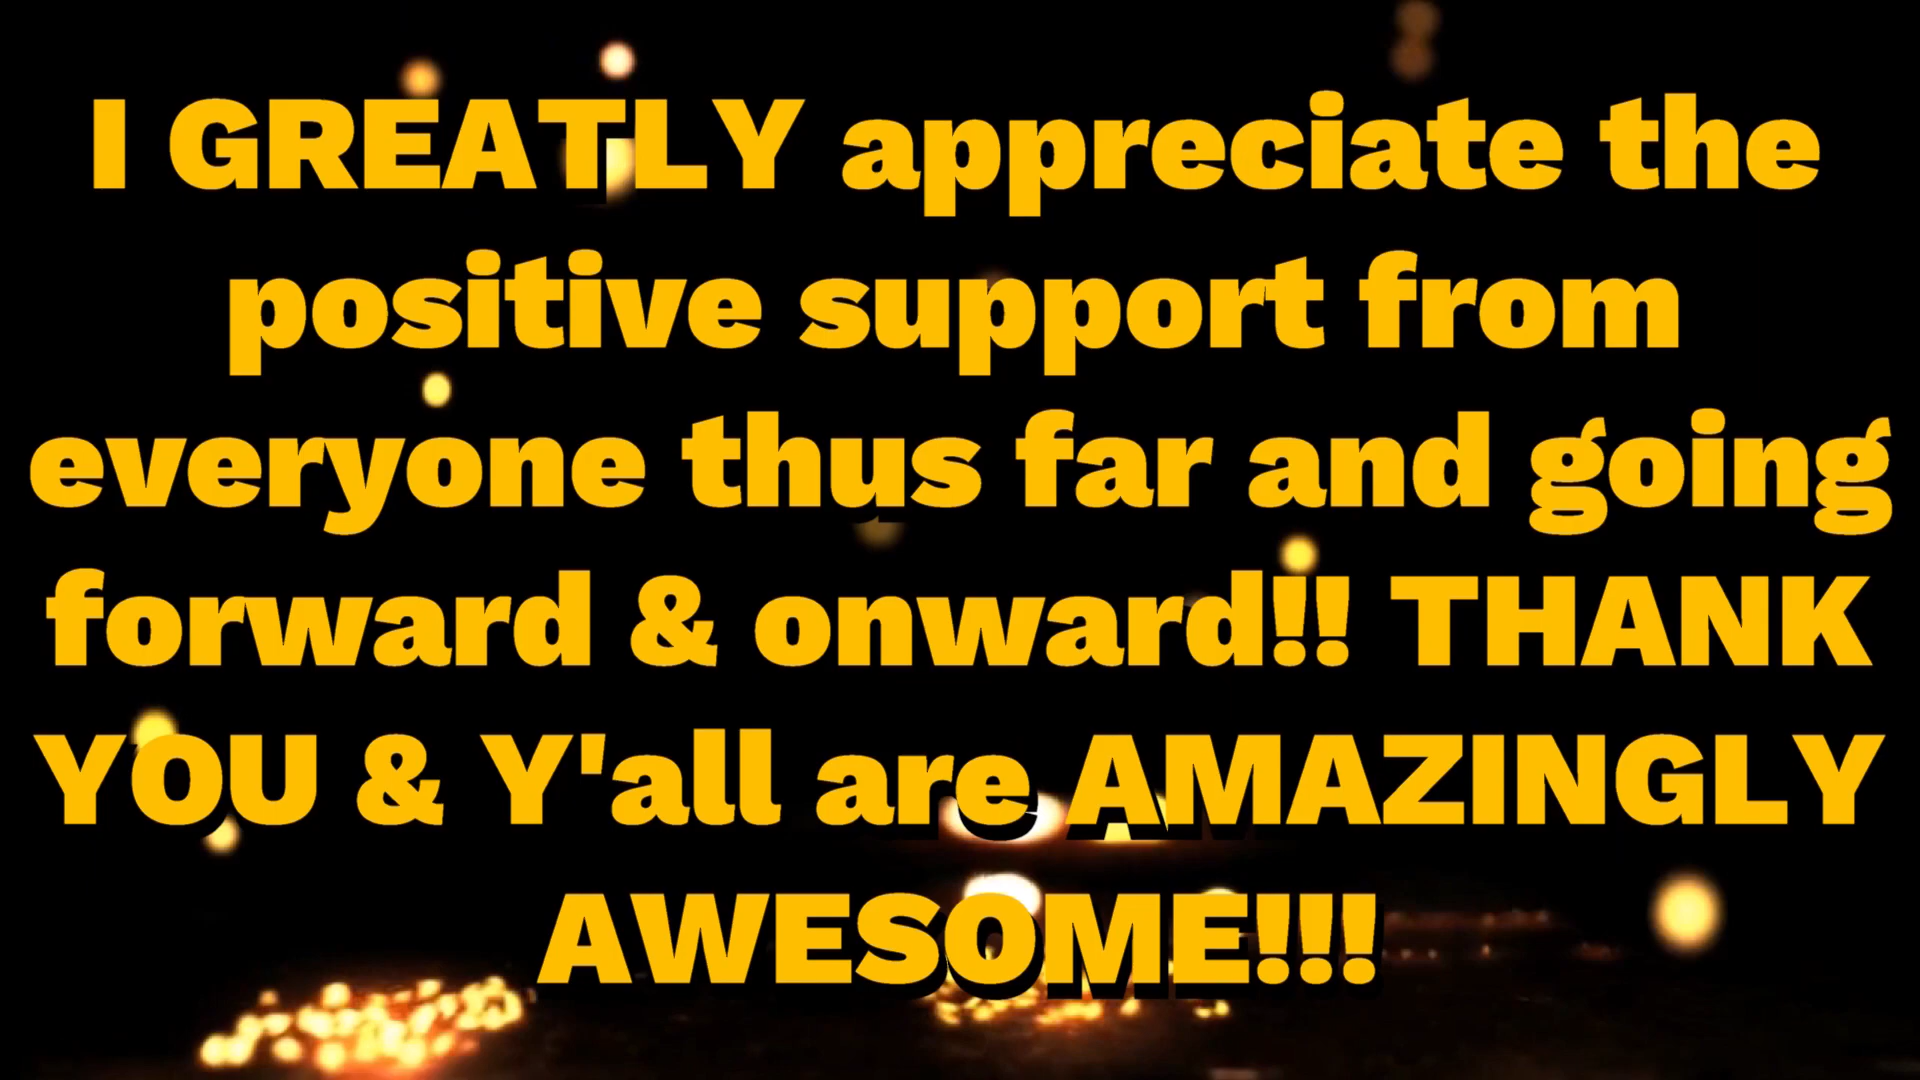 I GREATLY appreciate the
positive support from
everyone thus far and going
forward & onward!! THANK
YOU & Y'all are AMAZINGLY
AWESOME!!!